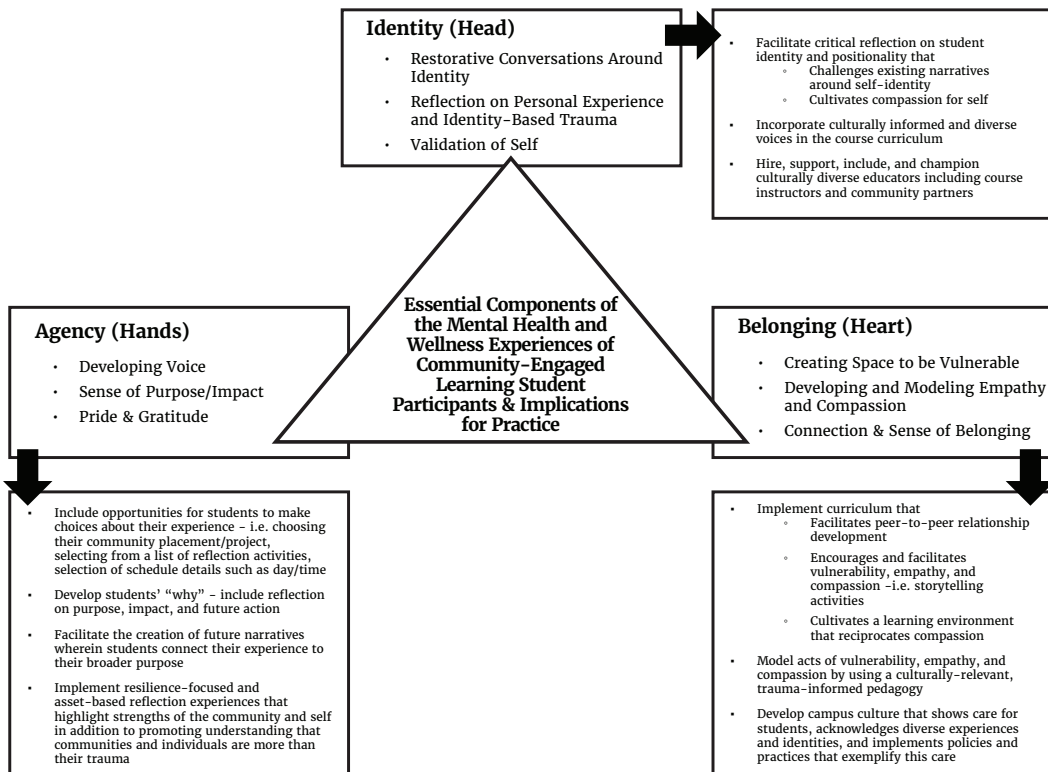 Identity (Head)
• Restorative Conversations Around
Identity
• Reflection on Personal Experience
and Identity-Based Trauma
• Validation of Self
• Facilitate critical reflection on student
identity and positionality that
◦ Challenges existing narratives
around self-identity
◦ Cultivates compassion for self
• Incorporate culturally informed and diverse
voices in the course curriculum
• Hire, support, include, and champion
culturally diverse educators including course
instructors and community partners
Essential Components of
the Mental Health and
Wellness Experiences of
Community-Engaged
Learning Student
Participants & Implications
for Practice
Agency (Hands)
• Developing Voice
• Sense of Purpose/Impact
• Pride & Gratitude
Belonging (Heart)
• Creating Space to be Vulnerable
• Developing and Modeling Empathy
and Compassion
• Connection & Sense of Belonging
• Include opportunities for students to make
choices about their experience - i.e. choosing
their community placement/project,
selecting from a list of reflection activities,
selection of schedule details such as day/time
• Develop students’ “why” - include reflection
on purpose, impact, and future action
• Facilitate the creation of future narratives
wherein students connect their experience to
their broader purpose
• Implement resilience-focused and
asset-based reflection experiences that
highlight strengths of the community and self
in addition to promoting understanding that
communities and individuals are more than
their trauma
• Implement curriculum that
◦ Facilitates peer-to-peer relationship
development
◦ Encourages and facilitates
vulnerability, empathy, and
compassion -i.e. storytelling
activities
◦ Cultivates a learning environment
that reciprocates compassion
• Model acts of vulnerability, empathy, and
compassion by using a culturally-relevant,
trauma-informed pedagogy
• Develop campus culture that shows care for
students, acknowledges diverse experiences
and identities, and implements policies and
practices that exemplify this care